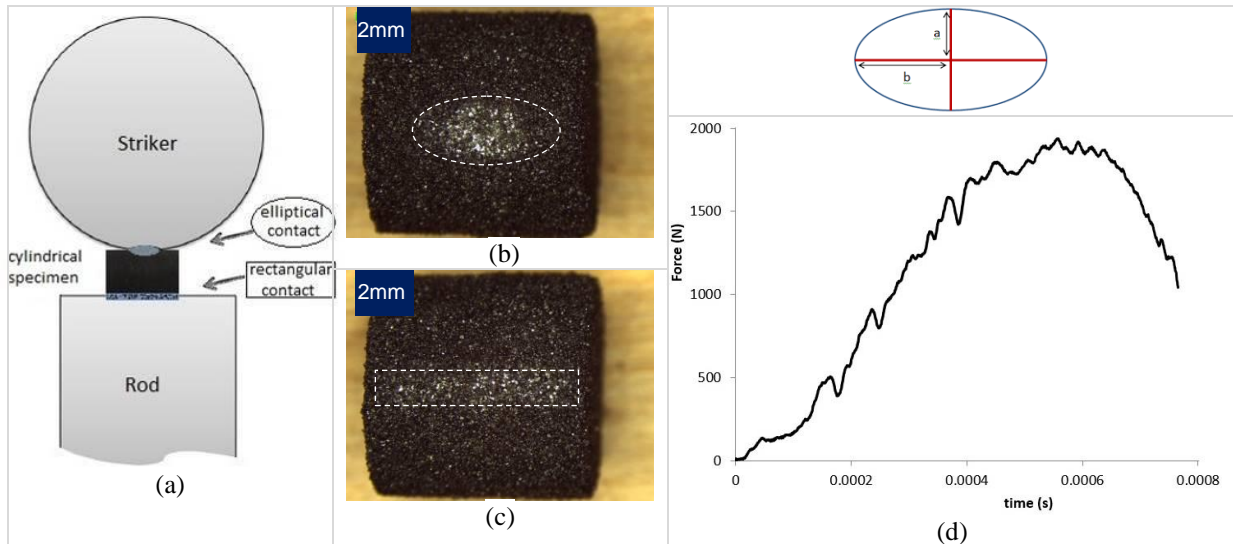 Striker
elliptical
contact
cylindrical
specimen
rectangular
contact
Rod
(a)
2mm
(b)
2mm
(c)
a
b
2000
1500
1000
500
0
Force (N)
0
0.0002
0.0004
0.0006
0.0008
time (s)
(d)